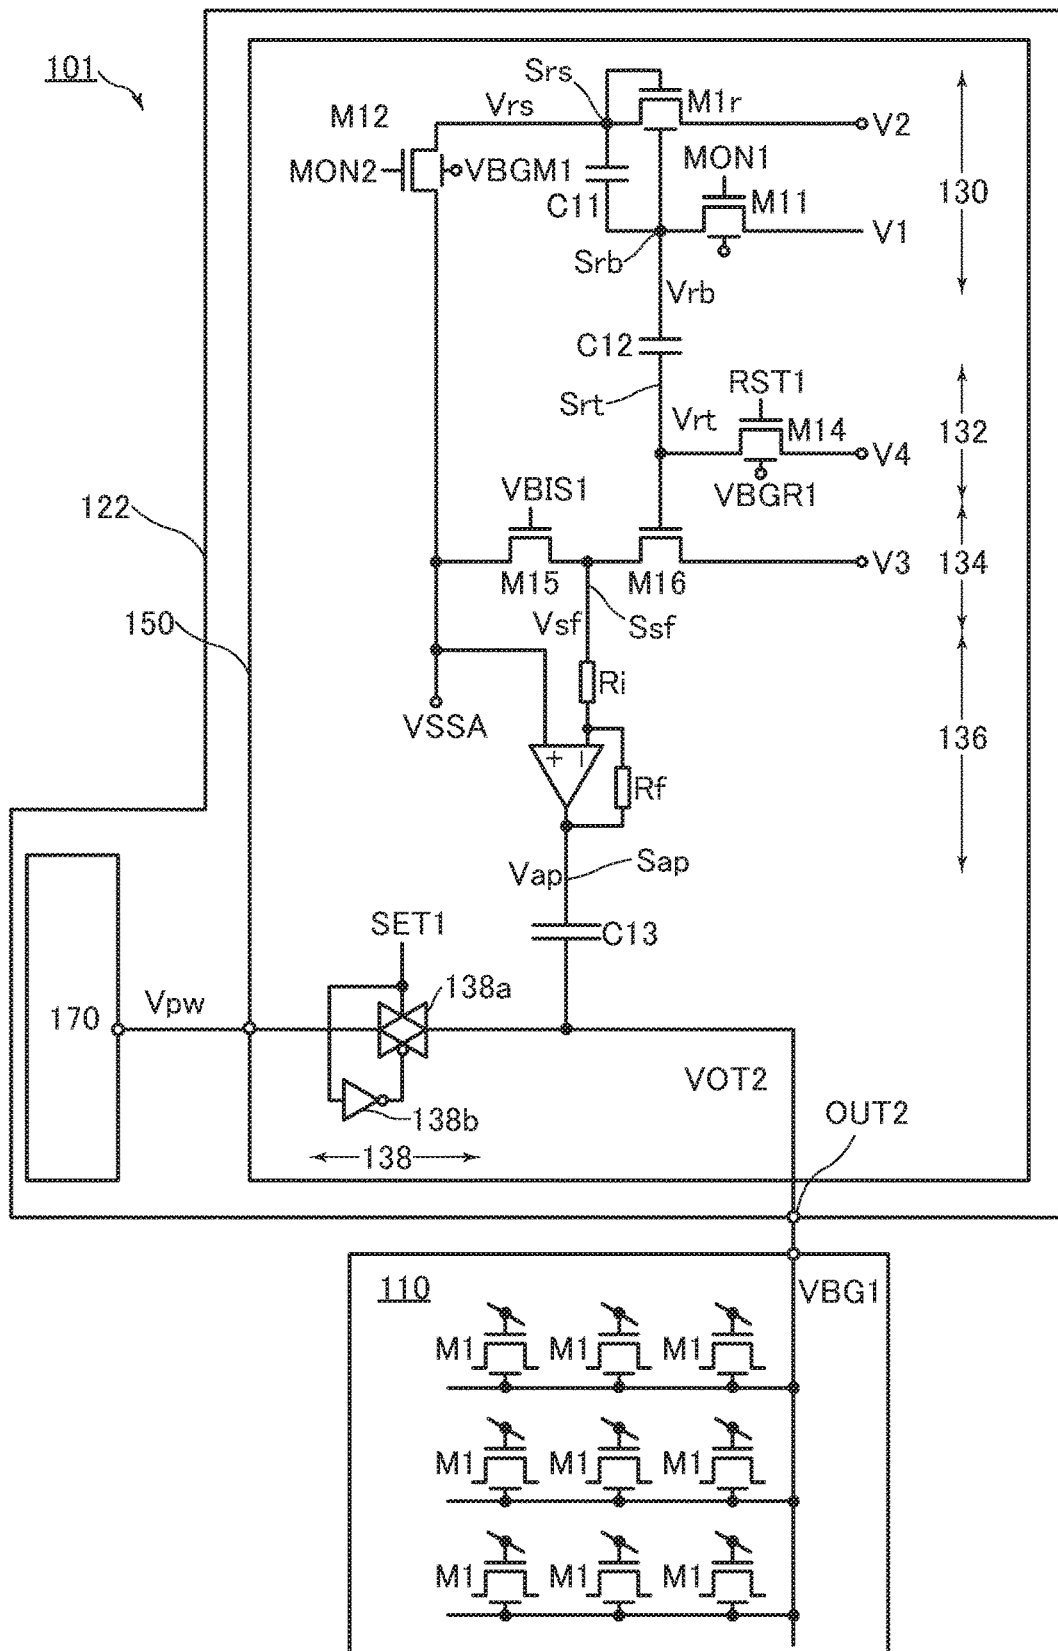 101
Srs
Vrs
M1r
V2
M12
MON2
VBGM1
C11
MON1
M11
V1
130
Srb
Vrb
C12
Srt
RST1
Vrt
M14
V4
132
VBGR1
VBIS1
122
M15
M16
V3
134
Vsf
Ssf
150
Ri
VSSA
136
+ -
Rf
Vap
Sap
SET1
C13
138a
Vpw
170
VOT2
138b
OUT2
138
110
VBG1
M1 M1 M1
M1 M1 M1
M1 M1 M1